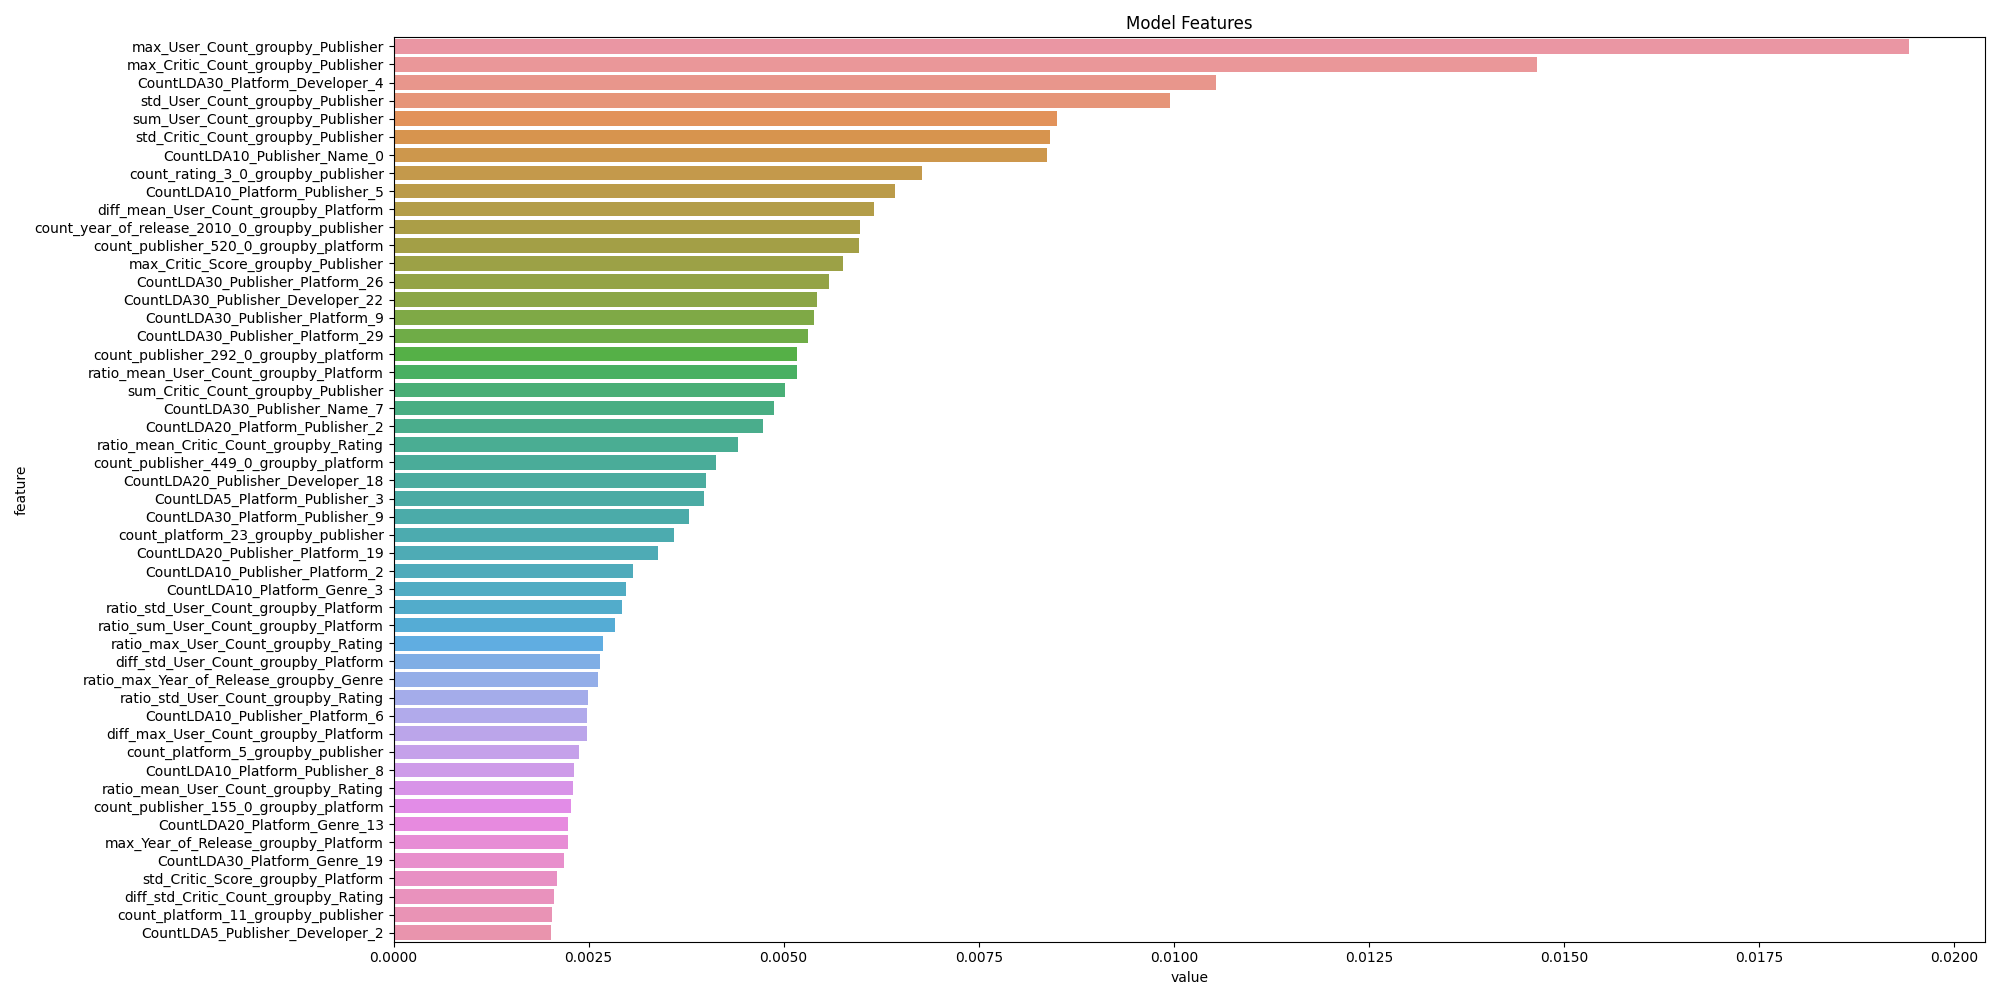 Model Features
max_User_Count_groupby_Publisher
max_Critic_Count_groupby_Publisher
CountLDA30_Platform_Developer_4
std_User_Count_groupby_Publisher
sum_User_Count_groupby_Publisher
std_Critic_Count_groupby_Publisher
CountLDA10_Publisher_Name_0
count_rating_3_0_groupby_publisher
CountLDA10_Platform_Publisher_5
diff_mean_User_Count_groupby_Platform
count_year_of_release_2010_0_groupby_publisher
count_publisher_520_0_groupby_platform
max_Critic_Score_groupby_Publisher
CountLDA30_Publisher_Platform_26
CountLDA30_Publisher_Developer_22
CountLDA30_Publisher_Platform_9
CountLDA30_Publisher_Platform_29
count_publisher_292_0_groupby_platform
ratio_mean_User_Count_groupby_Platform
sum_Critic_Count_groupby_Publisher
CountLDA30_Publisher_Name_7
CountLDA20_Platform_Publisher_2
ratio_mean_Critic_Count_groupby_Rating
count_publisher_449_0_groupby_platform
CountLDA20_Publisher_Developer_18
CountLDA5_Platform_Publisher_3
CountLDA30_Platform_Publisher_9
count_platform_23_groupby_publisher
CountLDA20_Publisher_Platform_19
CountLDA10_Publisher_Platform_2
CountLDA10_Platform_Genre_3
ratio_std_User_Count_groupby_Platform
ratio_sum_User_Count_groupby_Platform
ratio_max_User_Count_groupby_Rating
diff_std_User_Count_groupby_Platform
ratio_max_Year_of_Release_groupby_Genre
ratio_std_User_Count_groupby_Rating
CountLDA10_Publisher_Platform_6
diff_max_User_Count_groupby_Platform
count_platform_5_groupby_publisher
CountLDA10_Platform_Publisher_8
ratio_mean_User_Count_groupby_Rating
count_publisher_155_0_groupby_platform
CountLDA20_Platform_Genre_13
max_Year_of_Release_groupby_Platform
CountLDA30_Platform_Genre_19
std_Critic_Score_groupby_Platform
diff_std_Critic_Count_groupby_Rating
count_platform_11_groupby_publisher
CountLDA5_Publisher_Developer_2
feature
0.0000 0.0025 0.0050 0.0075 0.0100 0.0125 0.0150 0.0175 0.0200
value